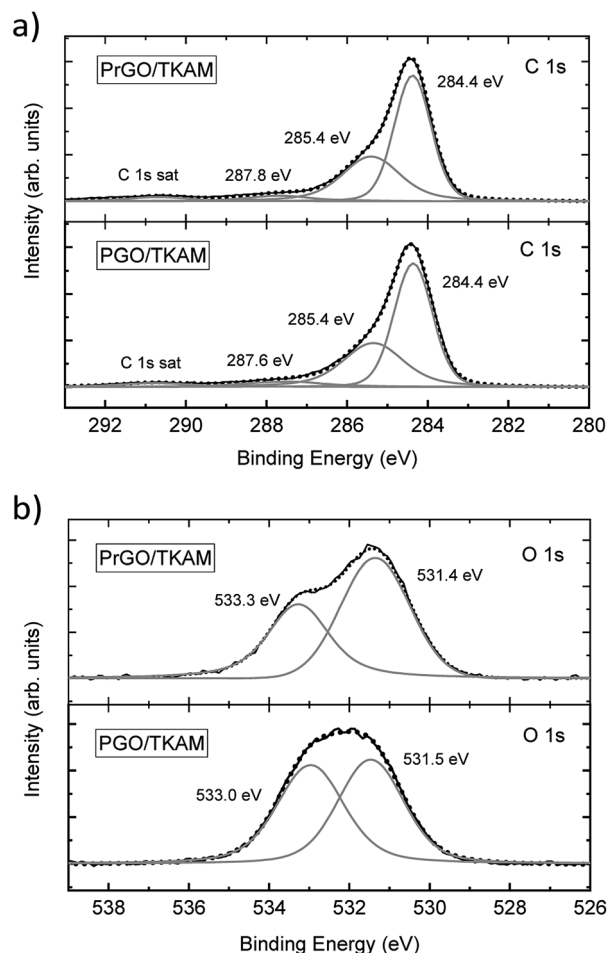 a)
PrGO/TKAM
C 1s
284.4 eV
285.4 eV
C 1s sat
287.8 eV
PGO/TKAM
C 1s
284.4 eV
285.4 eV
C 1s sat
287.6 eV
Intensity (arb. units)
292 290 288 286 284 282 280
Binding Energy (eV)
b)
PrGO/TKAM
O 1s
533.3 eV
531.4 eV
PGO/TKAM
O 1s
533.0 eV
531.5 eV
Intensity (arb. units)
538 536 534 532 530 528 526
Binding Energy (eV)